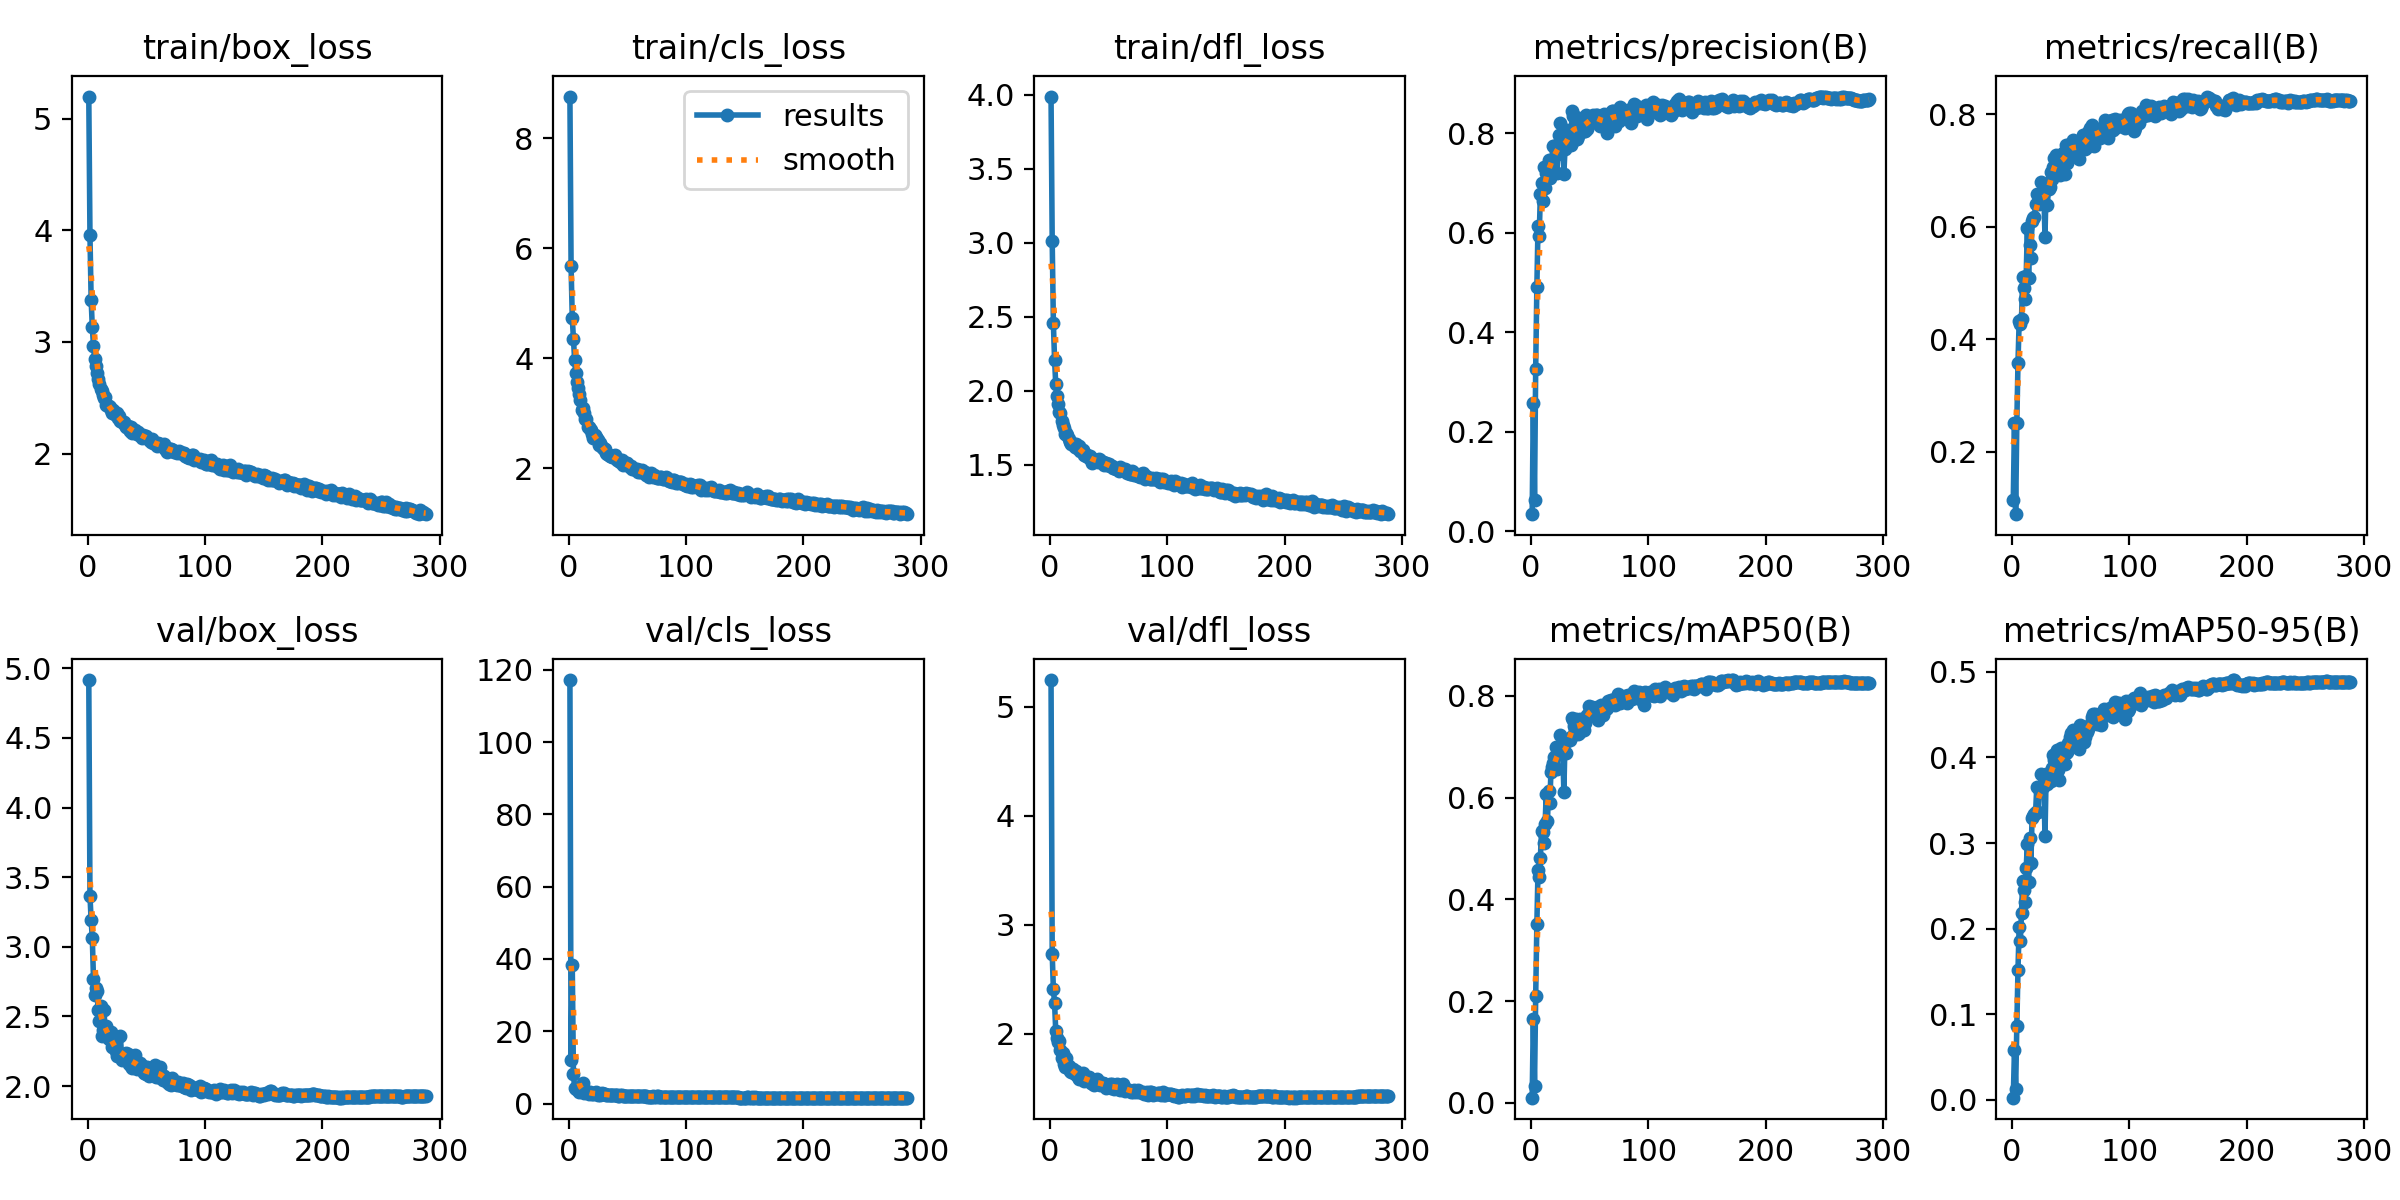 train/box_loss
5
4
3
2
0 100 200 300
train/cls_loss
results
smooth
8
6
4
2
0 100 200 300
train/dfl_loss
4.0
3.5
3.0
2.5
2.0
1.5
0 100 200 300
metrics/precision(B)
0.8
0.6
0.4
0.2
0.0
0 100 200 300
metrics/recall(B)
0.8
0.6
0.4
0.2
0 100 200 300
val/box_loss
5.0
4.5
4.0
3.5
3.0
2.5
2.0
0 100 200 300
val/cls_loss
120
100
80
60
40
20
0
0 100 200 300
val/dfl_loss
5
4
3
2
0 100 200 300
metrics/mAP50(B)
0.8
0.6
0.4
0.2
0.0
0 100 200 300
metrics/mAP50-95(B)
0.5
0.4
0.3
0.2
0.1
0.0
0 100 200 300